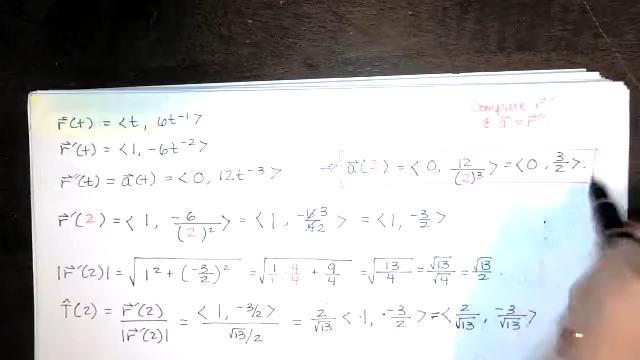 Compute r⃗''
& a⃗ = r⃗''
r⃗(t) = ⟨t, 6t⁻¹⟩
r⃗'(t) = ⟨1, -6t⁻²⟩
r⃗''(t) = a⃗(t) = ⟨0, 12t⁻³⟩ ⇒ a⃗(2) = ⟨0, 12/(2)³⟩ = ⟨0, 3/2⟩.
r⃗'(2) = ⟨1, -6/(2)²⟩ = ⟨1, -6̸3/4̸2⟩ = ⟨1, -3/2⟩
|r⃗'(2)| = √(1² + (-3/2)²) = √(1/1 · 4/4 + 9/4) = √(13/4) = √13/√4 = √13/2
T̂(2) = r⃗'(2)/|r⃗'(2)| = ⟨1, -3/2⟩/(√13/2) = 2/√13 ⟨1, -3/2⟩ = ⟨2/√13, -3/√13⟩